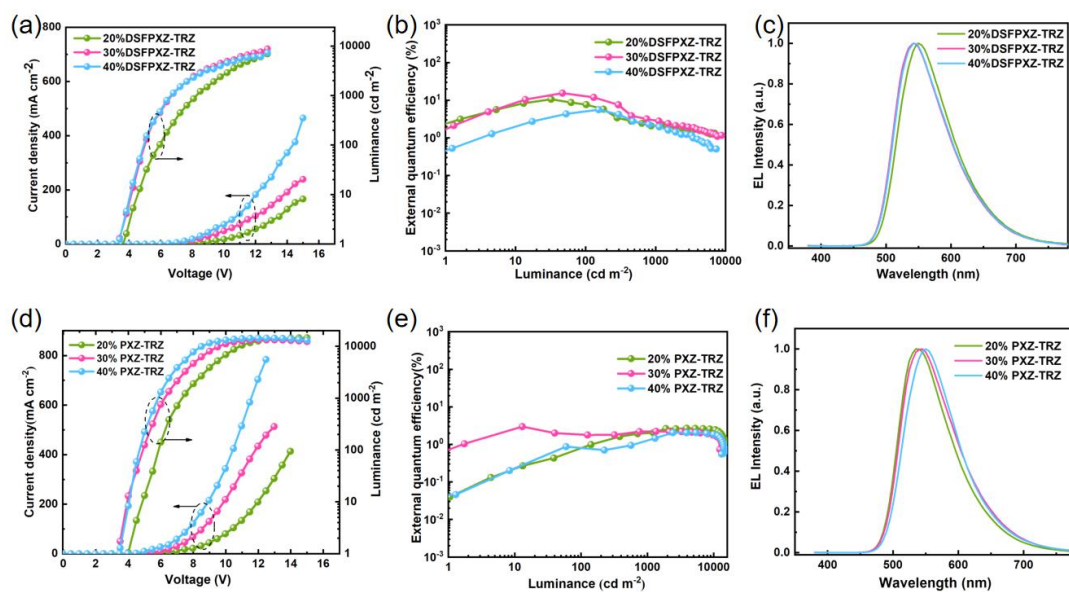 (a)
800
600
400
200
0
Current density (mA cm-2)
20%DSFPXZ-TRZ
30%DSFPXZ-TRZ
40%DSFPXZ-TRZ
10000
1000
100
10
1
Luminance (cd m-2)
0 2 4 6 8 10 12 14 16
Voltage (V)
(b)
10³
10²
10¹
10⁰
10⁻¹
10⁻²
10⁻³
External quantum efficiency (%)
20%DSFPXZ-TRZ
30%DSFPXZ-TRZ
40%DSFPXZ-TRZ
1 10 100 1000 10000
Luminance (cd m-2)
(c)
1.0
0.8
0.6
0.4
0.2
0.0
EL Intensity (a.u.)
20%DSFPXZ-TRZ
30%DSFPXZ-TRZ
40%DSFPXZ-TRZ
400 500 600 700
Wavelength (nm)
(d)
800
600
400
200
0
Current density(mA cm-2)
20% PXZ-TRZ
30% PXZ-TRZ
40% PXZ-TRZ
10000
1000
100
10
1
Luminance (cd m-2)
0 2 4 6 8 10 12 14 16
Voltage (V)
(e)
10³
10²
10¹
10⁰
10⁻¹
10⁻²
10⁻³
External quantum efficiency(%)
20% PXZ-TRZ
30% PXZ-TRZ
40% PXZ-TRZ
1 10 100 1000 10000
Luminance (cd m-2)
(f)
1.0
0.8
0.6
0.4
0.2
0.0
EL Intensity (a.u.)
20% PXZ-TRZ
30% PXZ-TRZ
40% PXZ-TRZ
400 500 600 700
Wavelength (nm)